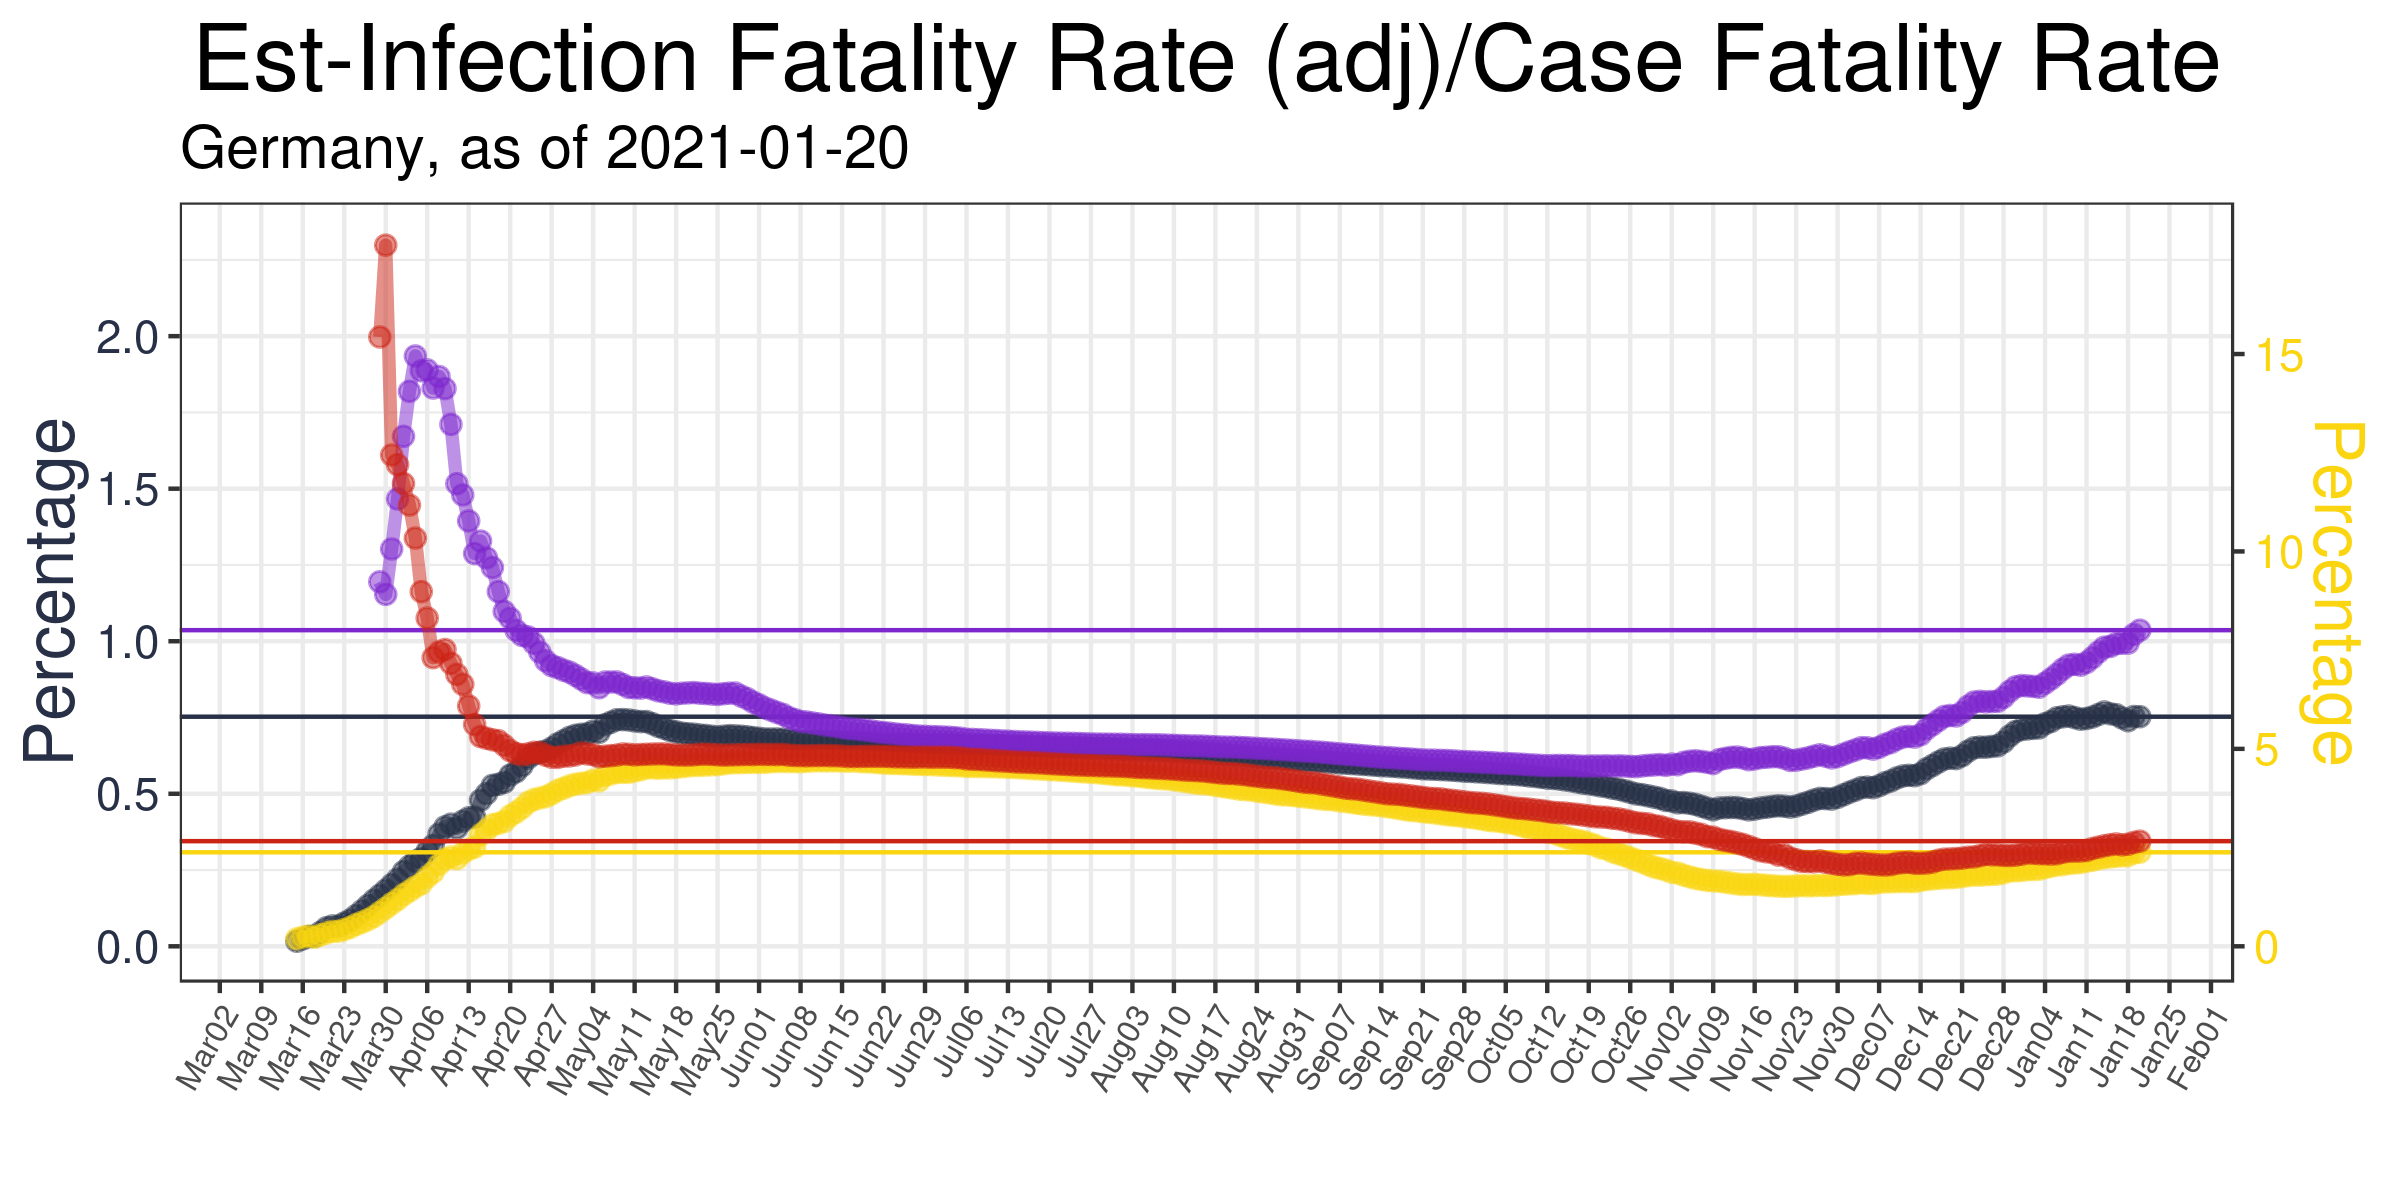 Est-Infection Fatality Rate (adj)/Case Fatality Rate
Germany, as of 2021-01-20
Percentage
2.0
1.5
1.0
0.5
0.0
15
10
5
0
Percentage
Mar02 Mar09 Mar16 Mar23 Mar30 Apr06 Apr13 Apr20 Apr27 May04 May11 May18 May25 Jun01 Jun08 Jun15 Jun22 Jun29 Jul06 Jul13 Jul20 Jul27 Aug03 Aug10 Aug17 Aug24 Aug31 Sep07 Sep14 Sep21 Sep28 Oct05 Oct12 Oct19 Oct26 Nov02 Nov09 Nov16 Nov23 Nov30 Dec07 Dec14 Dec21 Dec28 Jan04 Jan11 Jan18 Jan25 Feb01